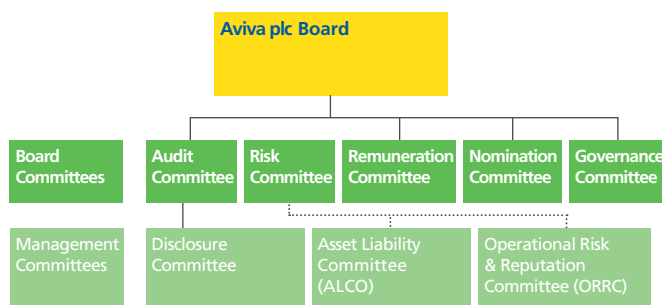 Aviva plc Board
Board
Committees
Audit
Committee
Risk
Committee
Remuneration
Committee
Nomination
Committee
Governance
Committee
Management
Committees
Disclosure
Committee
Asset Liability
Committee
(ALCO)
Operational Risk
& Reputation
Committee (ORRC)